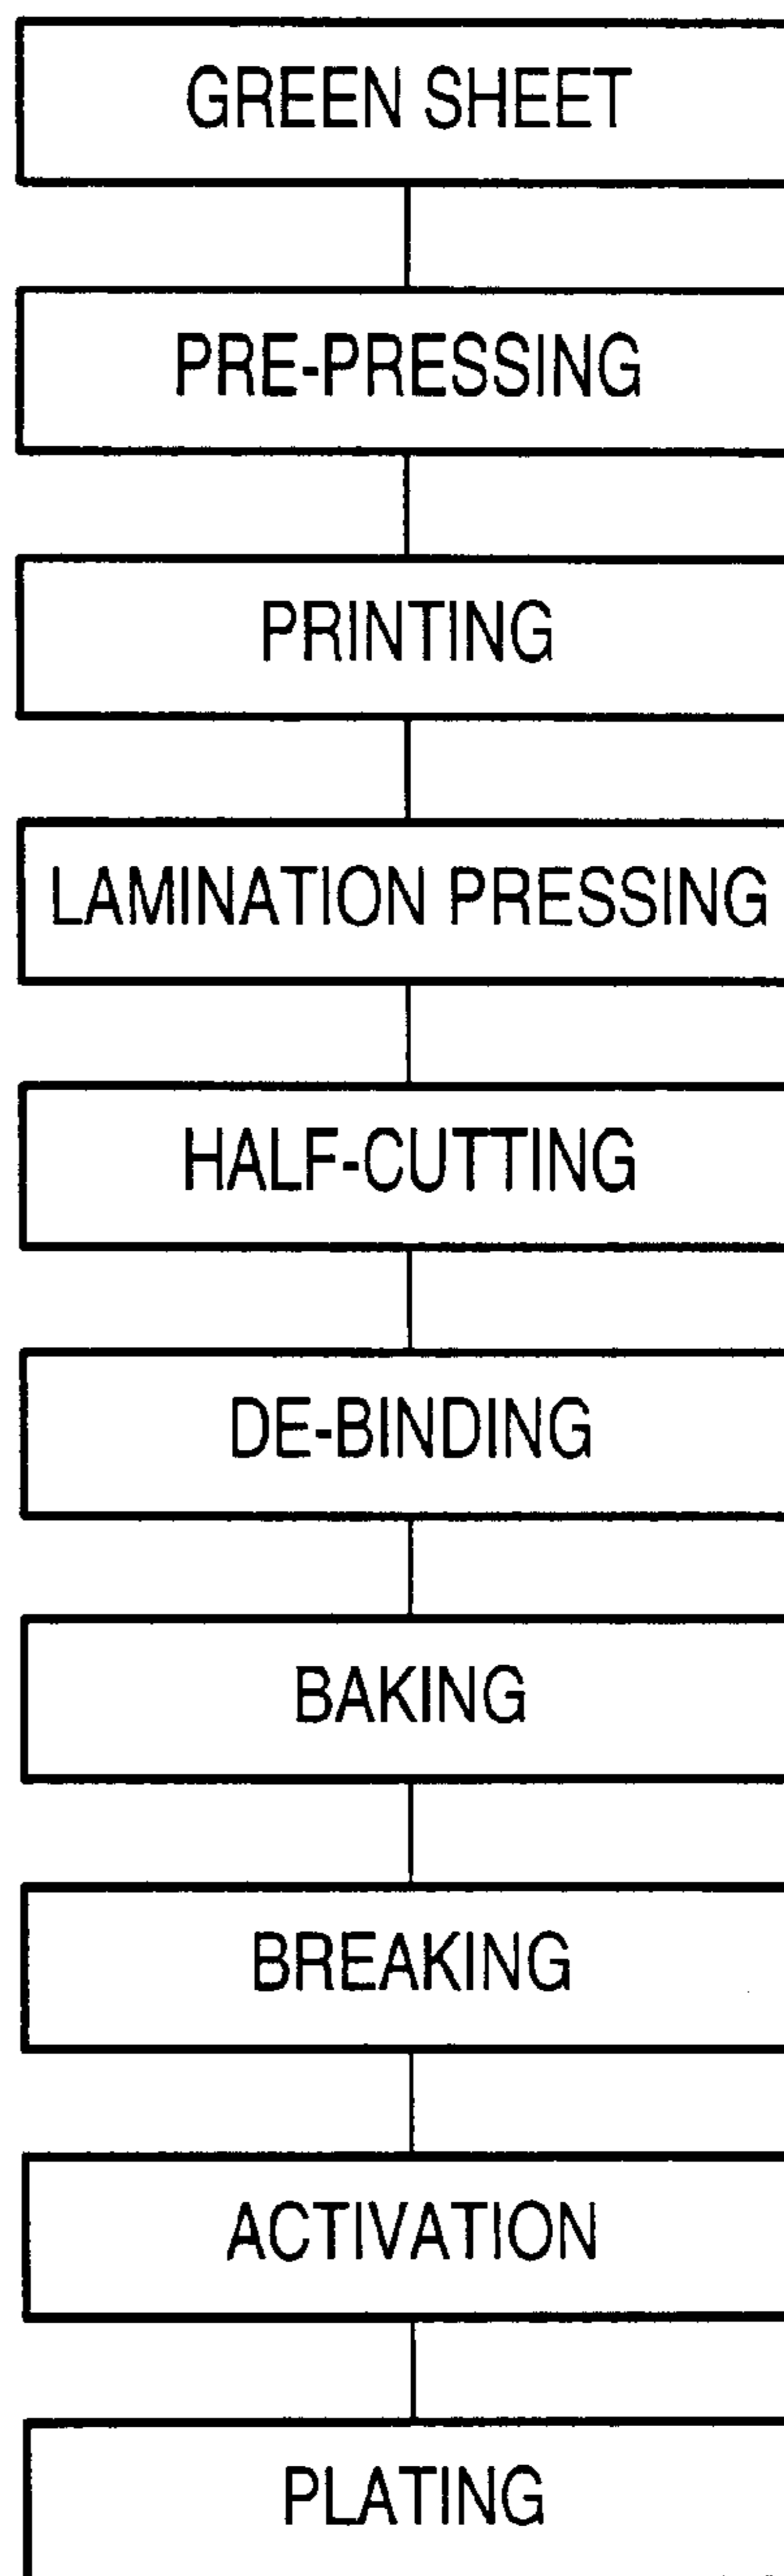 GREEN SHEET
PRE-PRESSING
PRINTING
LAMINATION PRESSING
HALF-CUTTING
DE-BINDING
BAKING
BREAKING
ACTIVATION
PLATING